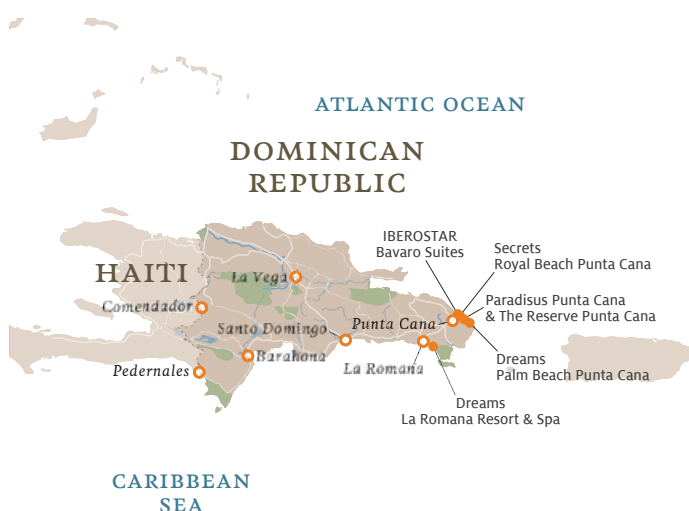 ATLANTIC OCEAN
DOMINICAN
REPUBLIC
IBEROSTAR
Bavaro Suites
Secrets
Royal Beach Punta Cana
HAITI
La Vega
Comendador
Paradisus Punta Cana
& The Reserve Punta Cana
Santo Domingo
Punta Cana
Barahona
Pedernales
La Romana
Dreams
Palm Beach Punta Cana
Dreams
La Romana Resort & Spa
CARIBBEAN
SEA